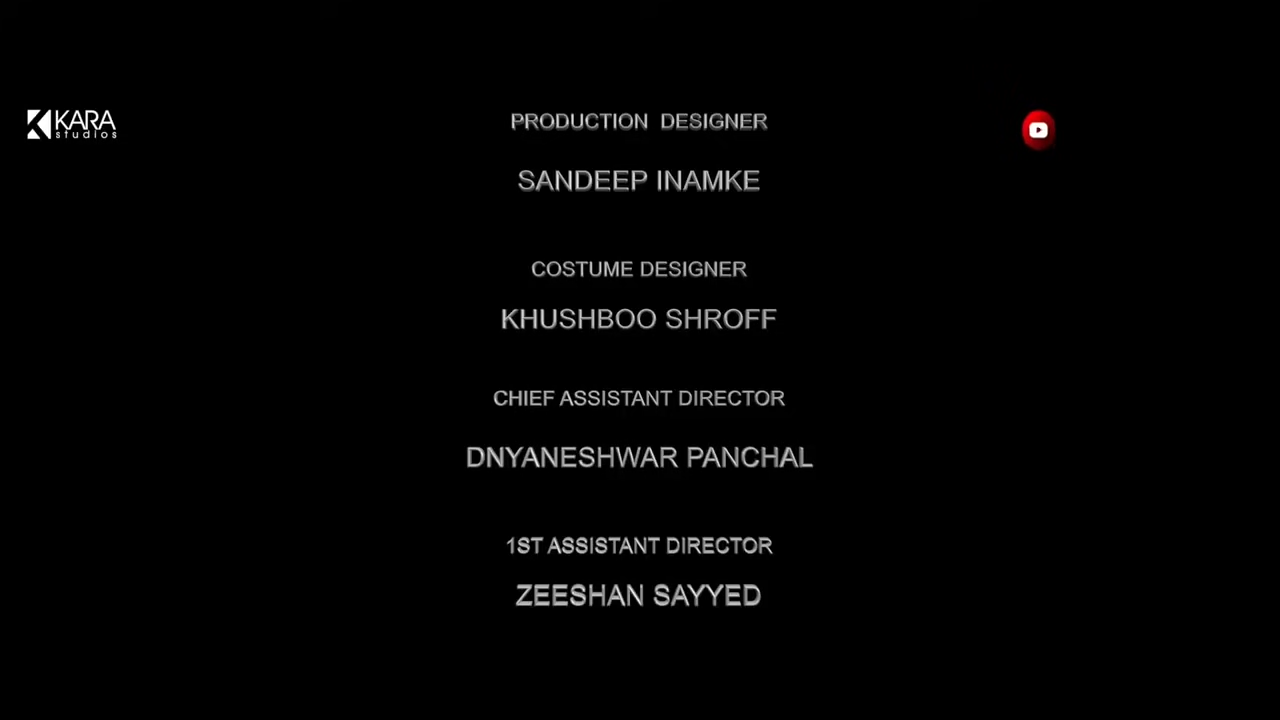 KARA
studios
PRODUCTION DESIGNER
SANDEEP INAMKE
COSTUME DESIGNER
KHUSHBOO SHROFF
CHIEF ASSISTANT DIRECTOR
DNYANESHWAR PANCHAL
1ST ASSISTANT DIRECTOR
ZEESHAN SAYYED